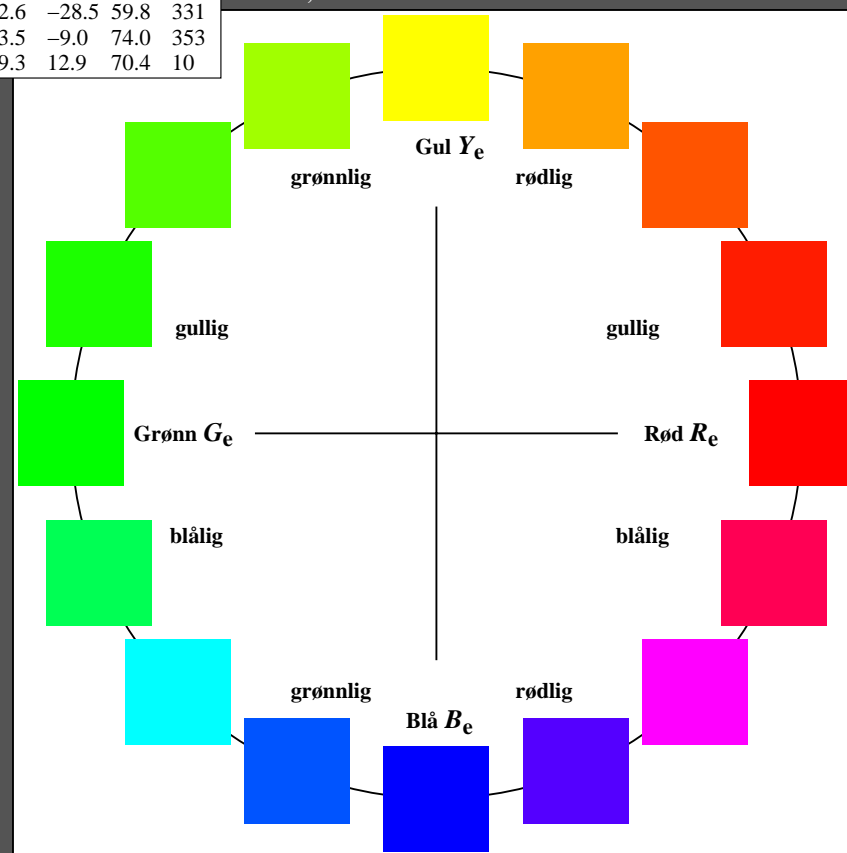 2.6 –28.5 59.8 331
3.5 –9.0 74.0 353
9.3 12.9 70.4 10
Gul Ye
grønnlig rødlig
gullig gullig
Grønn Ge Rød Re
blålig blålig
grønnlig rødlig
Blå Be